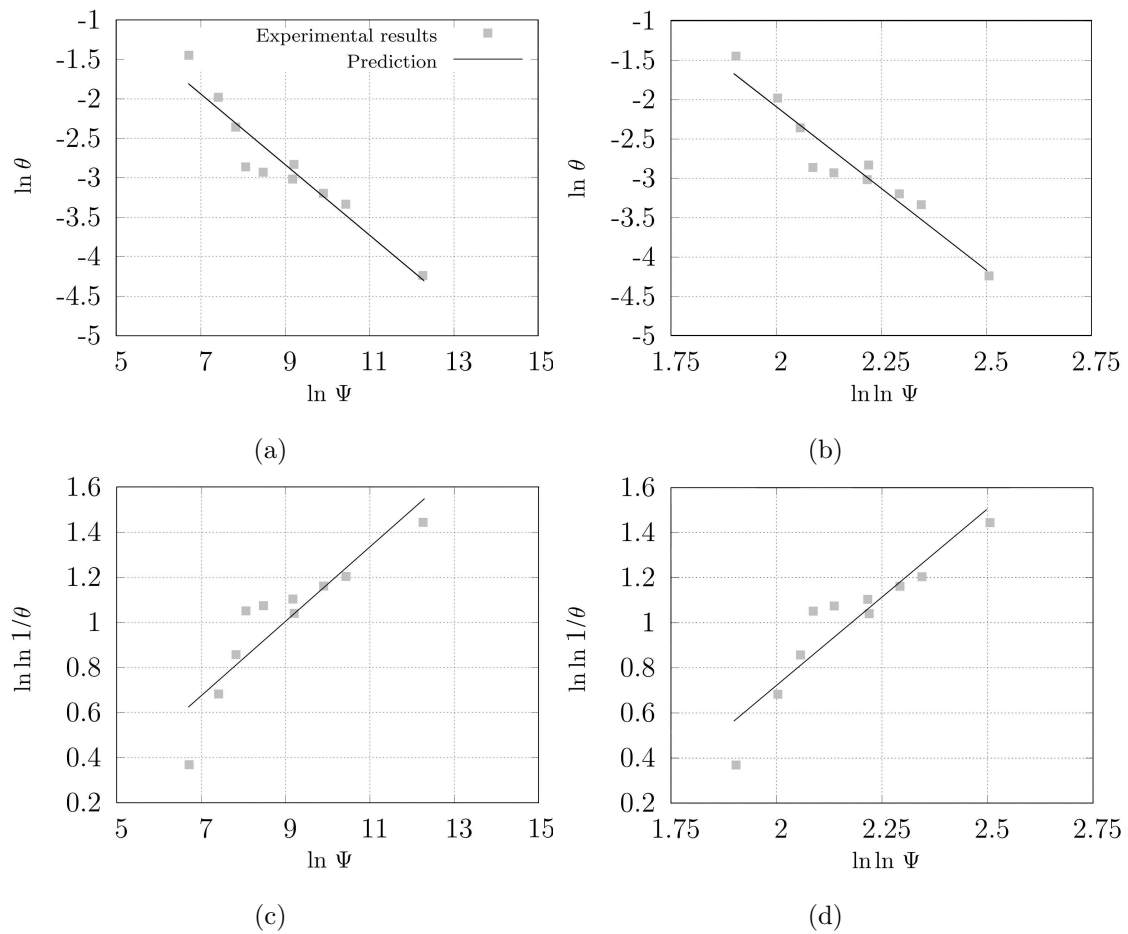 -1
-1.5
-2
-2.5
-3
-3.5
-4
-4.5
-5
ln θ
5 7 9 11 13 15
ln Ψ
Experimental results
Prediction
(a)
-1
-1.5
-2
-2.5
-3
-3.5
-4
-4.5
-5
ln θ
1.75 2 2.25 2.5 2.75
ln ln Ψ
(b)
1.6
1.4
1.2
1
0.8
0.6
0.4
0.2
ln ln 1/θ
5 7 9 11 13 15
ln Ψ
(c)
1.6
1.4
1.2
1
0.8
0.6
0.4
0.2
ln ln 1/θ
1.75 2 2.25 2.5 2.75
ln ln Ψ
(d)